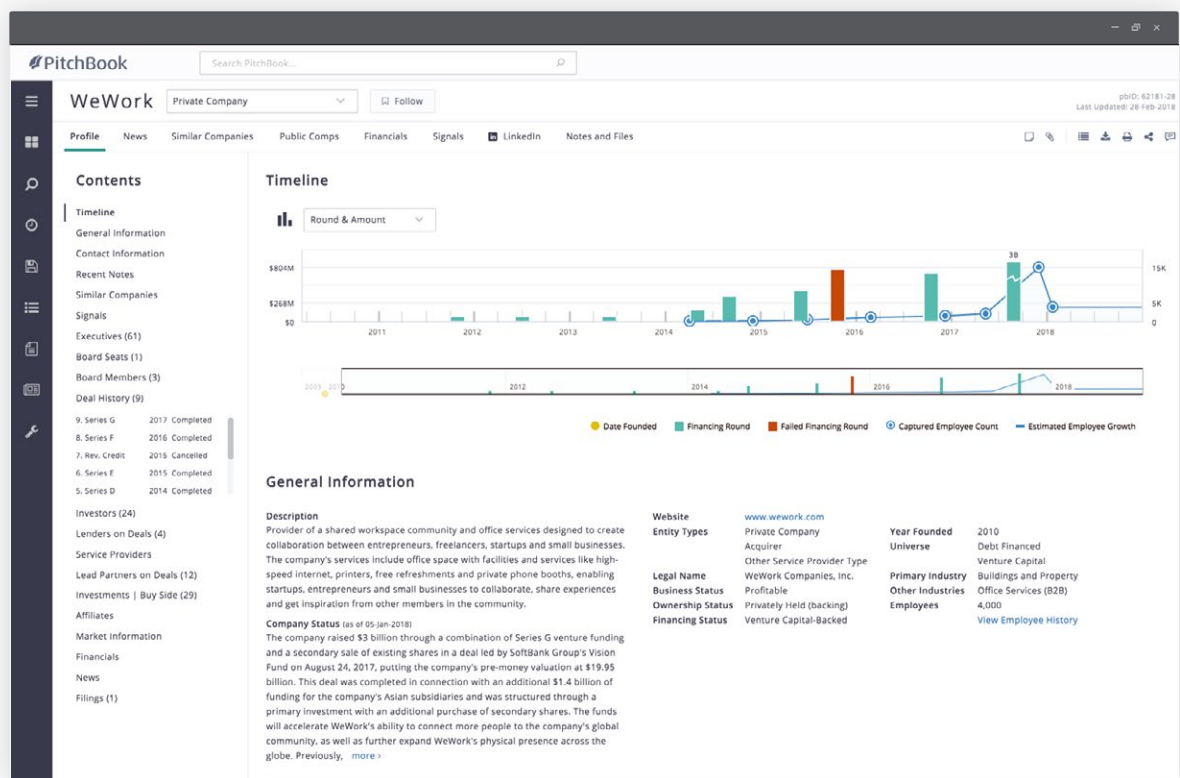 PitchBook
Search PitchBook...
WeWork
Private Company
Follow
pbID: 62181-28
Last Updated: 28-Feb-2018
Profile News Similar Companies Public Comps Financials Signals LinkedIn Notes and Files
Contents
Timeline
General Information
Contact Information
Recent Notes
Similar Companies
Signals
Executives (61)
Board Seats (1)
Board Members (3)
Deal History (9)
9. Series G 2017 Completed
8. Series F 2016 Completed
7. Rev. Credit 2015 Cancelled
6. Series E 2015 Completed
5. Series D 2014 Completed
Investors (24)
Lenders on Deals (4)
Service Providers
Lead Partners on Deals (12)
Investments | Buy Side (29)
Affiliates
Market Information
Financials
News
Filings (1)
Timeline
Round & Amount
3B
$804M 15K
$268M 5K
$0 0
2011 2012 2013 2014 2015 2016 2017 2018
2009 2010 2012 2014 2016 2018
Date Founded Financing Round Failed Financing Round Captured Employee Count Estimated Employee Growth
General Information
Description
Provider of a shared workspace community and office services designed to create
collaboration between entrepreneurs, freelancers, startups and small businesses.
The company's services include office space with facilities and services like high-
speed internet, printers, free refreshments and private phone booths, enabling
startups, entrepreneurs and small businesses to collaborate, share experiences
and get inspiration from other members in the community.
Company Status (as of 05-Jan-2018)
The company raised $3 billion through a combination of Series G venture funding
and a secondary sale of existing shares in a deal led by SoftBank Group's Vision
Fund on August 24, 2017, putting the company's pre-money valuation at $19.95
billion. This deal was completed in connection with an additional $1.4 billion of
funding for the company's Asian subsidiaries and was structured through a
primary investment with an additional purchase of secondary shares. The funds
will accelerate WeWork's ability to connect more people to the company's global
community, as well as further expand WeWork's physical presence across the
globe. Previously, more ›
Website www.wework.com
Entity Types Private Company
Acquirer
Other Service Provider Type
Legal Name WeWork Companies, Inc.
Business Status Profitable
Ownership Status Privately Held (backing)
Financing Status Venture Capital-Backed
Year Founded 2010
Universe Debt Financed
Venture Capital
Primary Industry Buildings and Property
Other Industries Office Services (B2B)
Employees 4,000
View Employee History